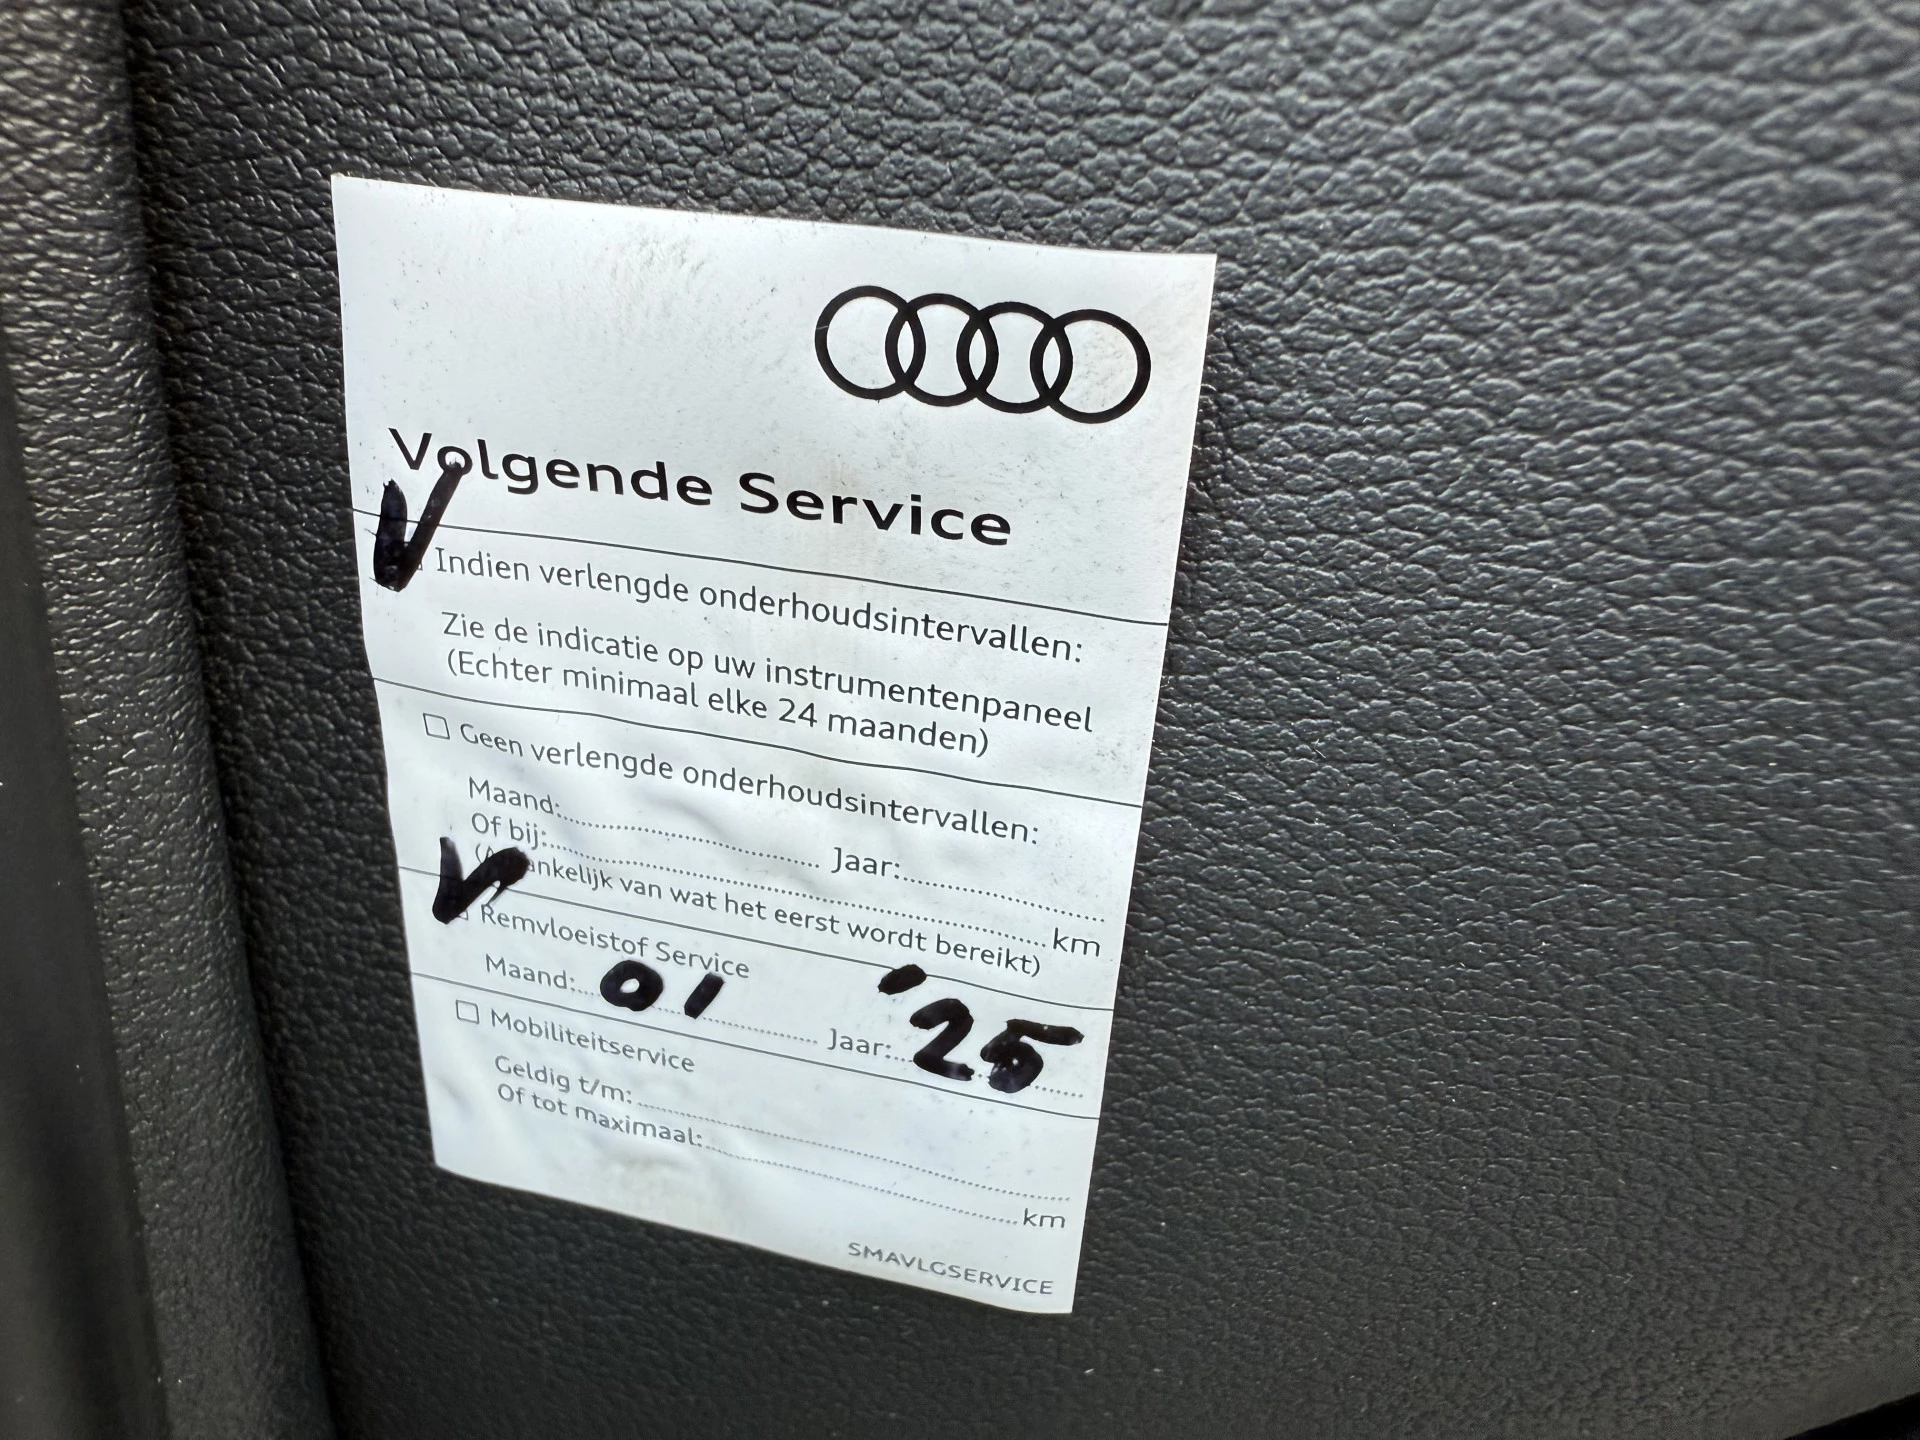 Volgende Service
Indien verlengde onderhoudsintervallen:
Zie de indicatie op uw instrumentenpaneel
(Echter minimaal elke 24 maanden)
Geen verlengde onderhoudsintervallen:
Maand:.......... Jaar:..........
Of bij:.......... km
van wat het eerst wordt bereikt)
Remvloeistof Service
Maand: 01 Jaar: '25
Mobiliteitservice
Geldig t/m:..........
Of tot maximaal:.......... km
SMAVLGSERVICE